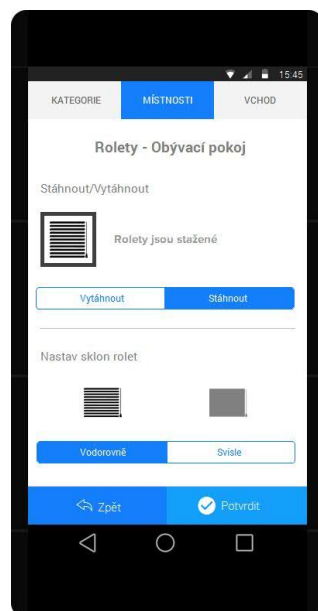 15:45
KATEGORIE MÍSTNOSTI VCHOD
Rolety - Obývací pokoj
Stáhnout/Vytáhnout
Rolety jsou stažené
Vytáhnout Stáhnout
Nastav sklon rolet
Vodorovně Svisle
Zpět Potvrdit